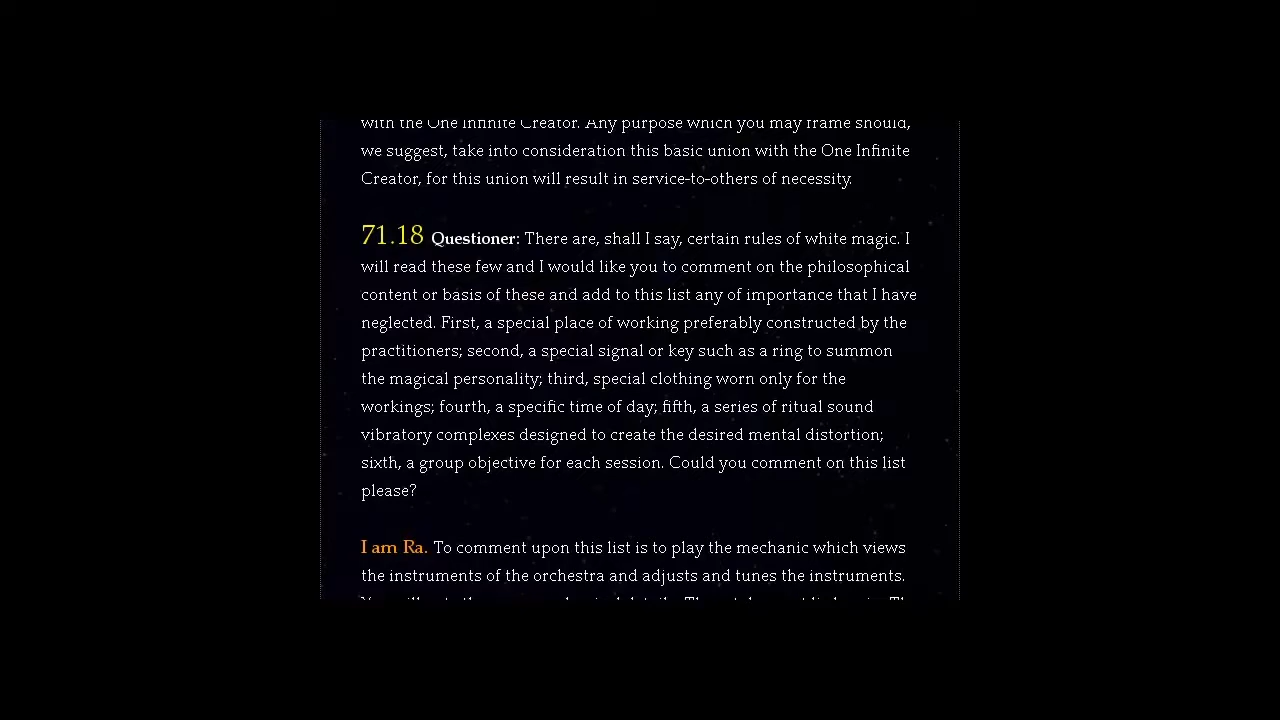 with the One Infinite Creator. Any purpose which you may frame should,
we suggest, take into consideration this basic union with the One Infinite
Creator, for this union will result in service-to-others of necessity.
71.18 Questioner: There are, shall I say, certain rules of white magic. I
will read these few and I would like you to comment on the philosophical
content or basis of these and add to this list any of importance that I have
neglected. First, a special place of working preferably constructed by the
practitioners; second, a special signal or key such as a ring to summon
the magical personality; third, special clothing worn only for the
workings; fourth, a specific time of day; fifth, a series of ritual sound
vibratory complexes designed to create the desired mental distortion;
sixth, a group objective for each session. Could you comment on this list
please?
I am Ra. To comment upon this list is to play the mechanic which views
the instruments of the orchestra and adjusts and tunes the instruments.